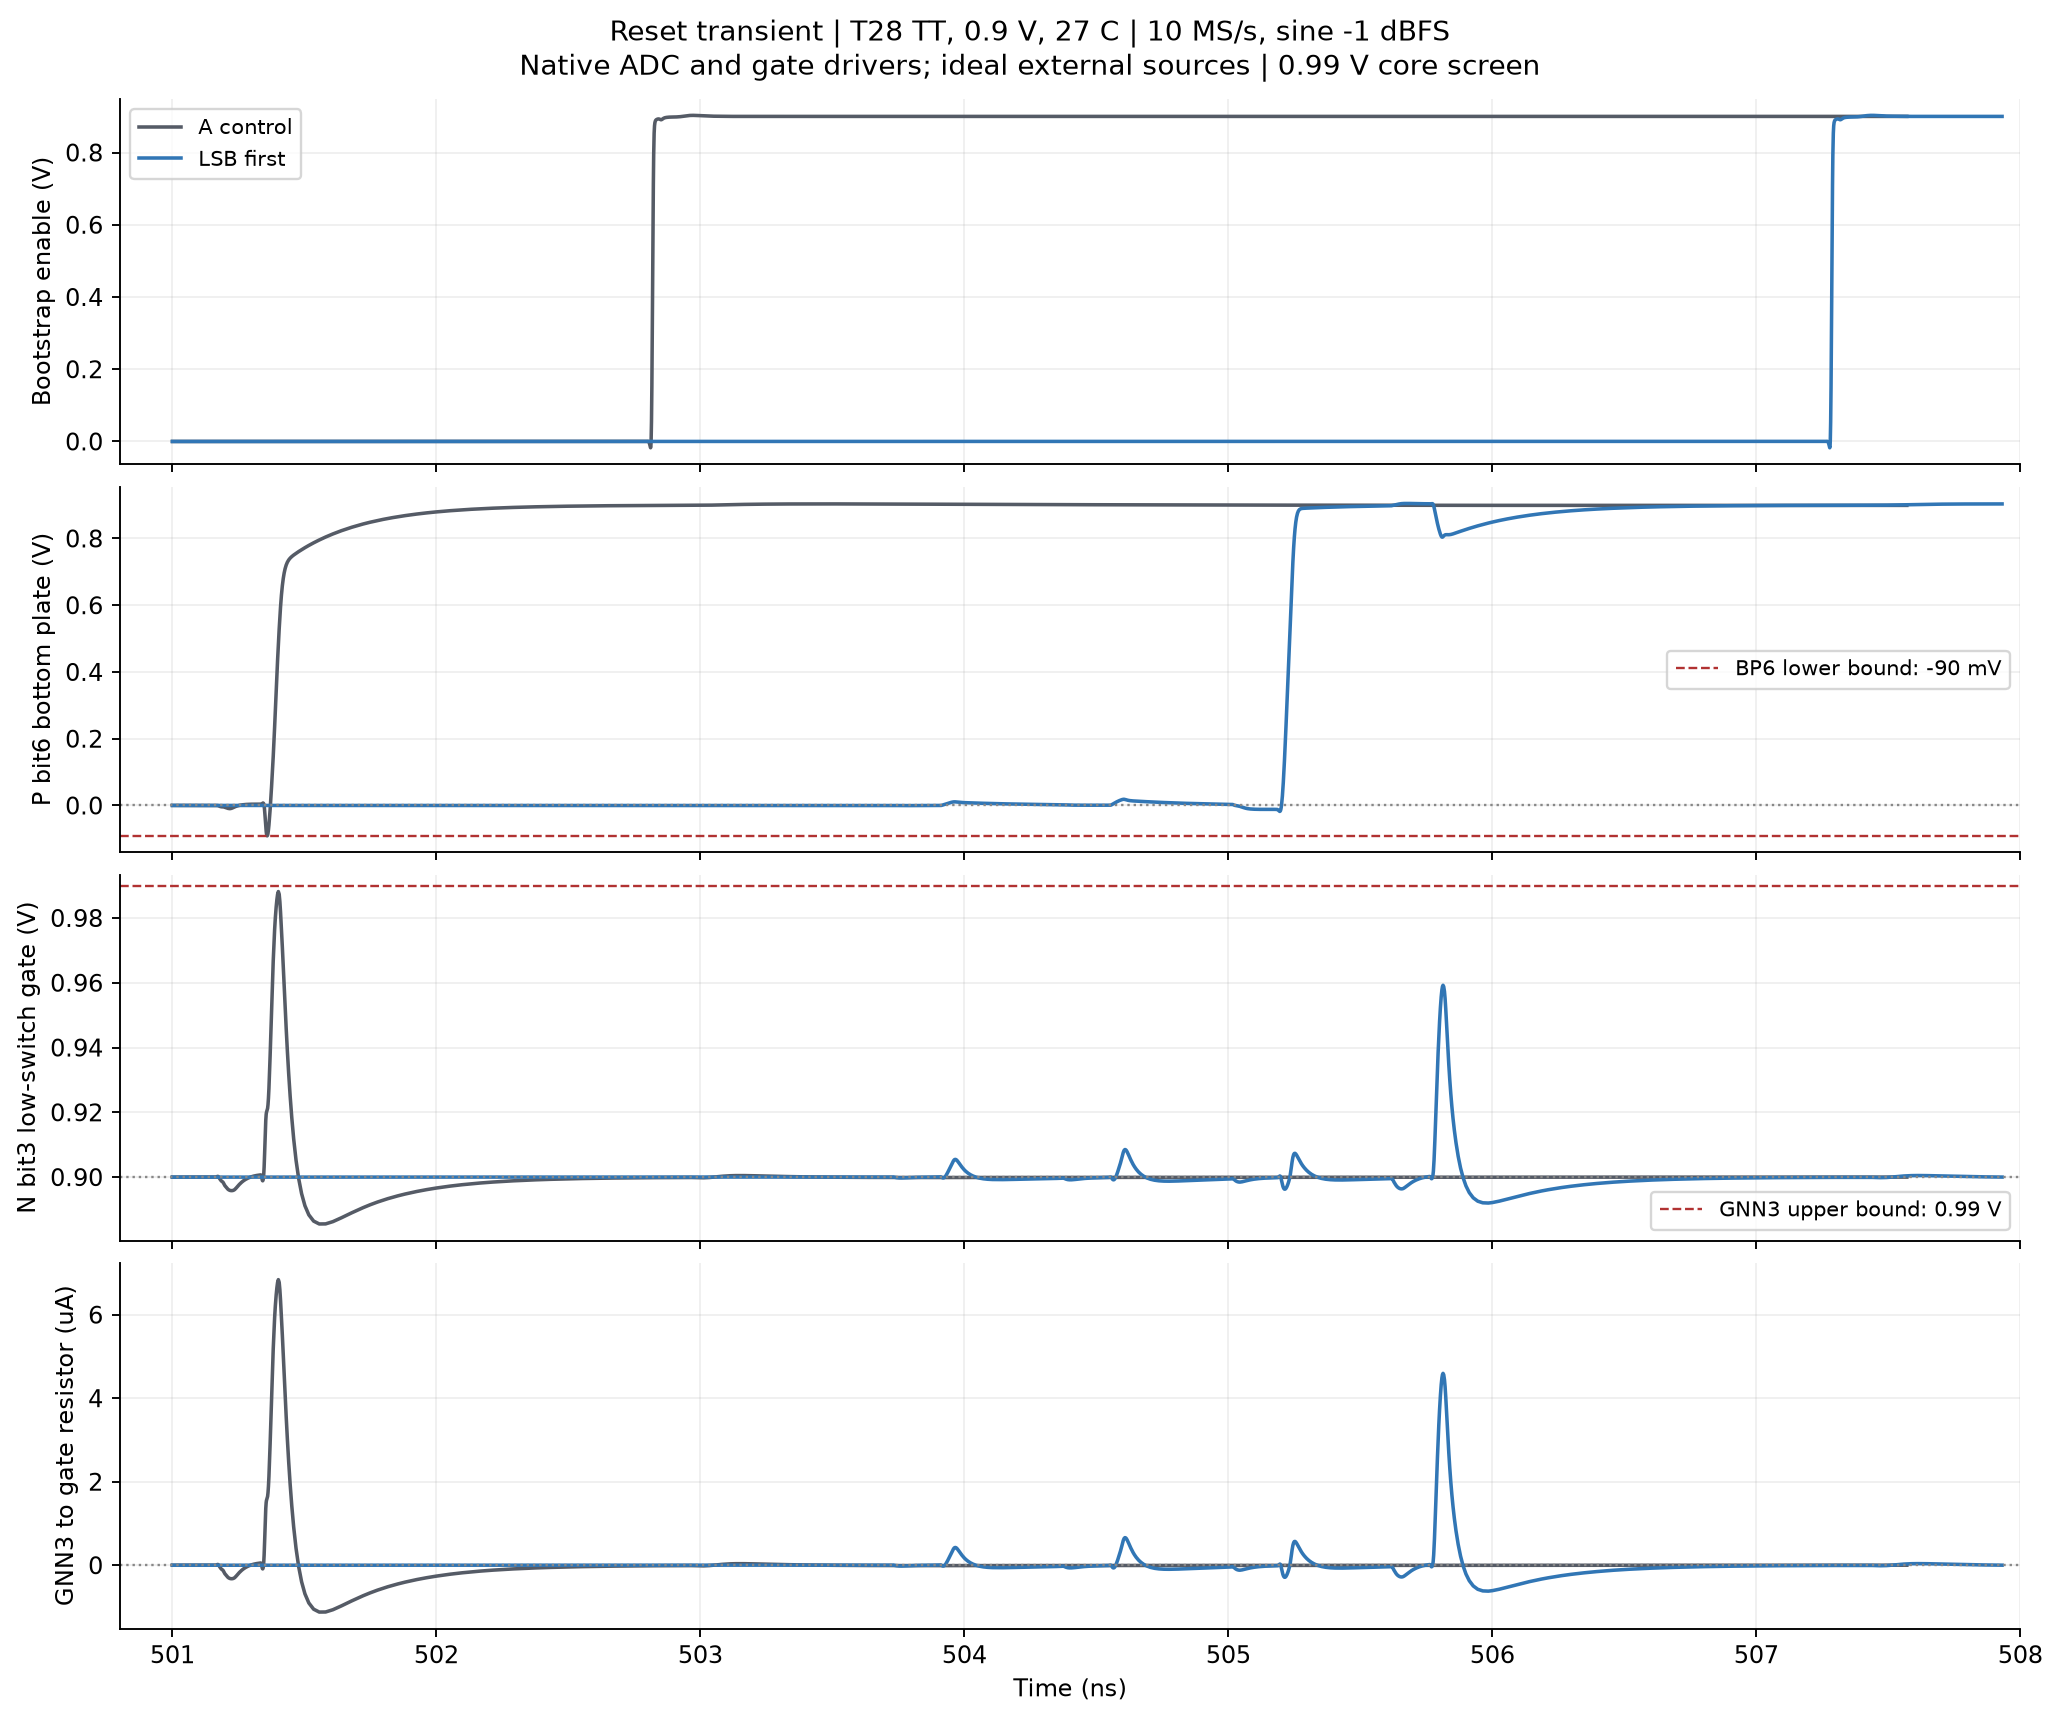 Reset transient | T28 TT, 0.9 V, 27 C | 10 MS/s, sine -1 dBFS
Native ADC and gate drivers; ideal external sources | 0.99 V core screen
Bootstrap enable (V)
0.8
0.6
0.4
0.2
0.0
A control
LSB first
P bit6 bottom plate (V)
0.8
0.6
0.4
0.2
0.0
BP6 lower bound: -90 mV
N bit3 low-switch gate (V)
0.98
0.96
0.94
0.92
0.90
GNN3 upper bound: 0.99 V
GNN3 to gate resistor (uA)
6
4
2
0
501 502 503 504 505 506 507 508
Time (ns)